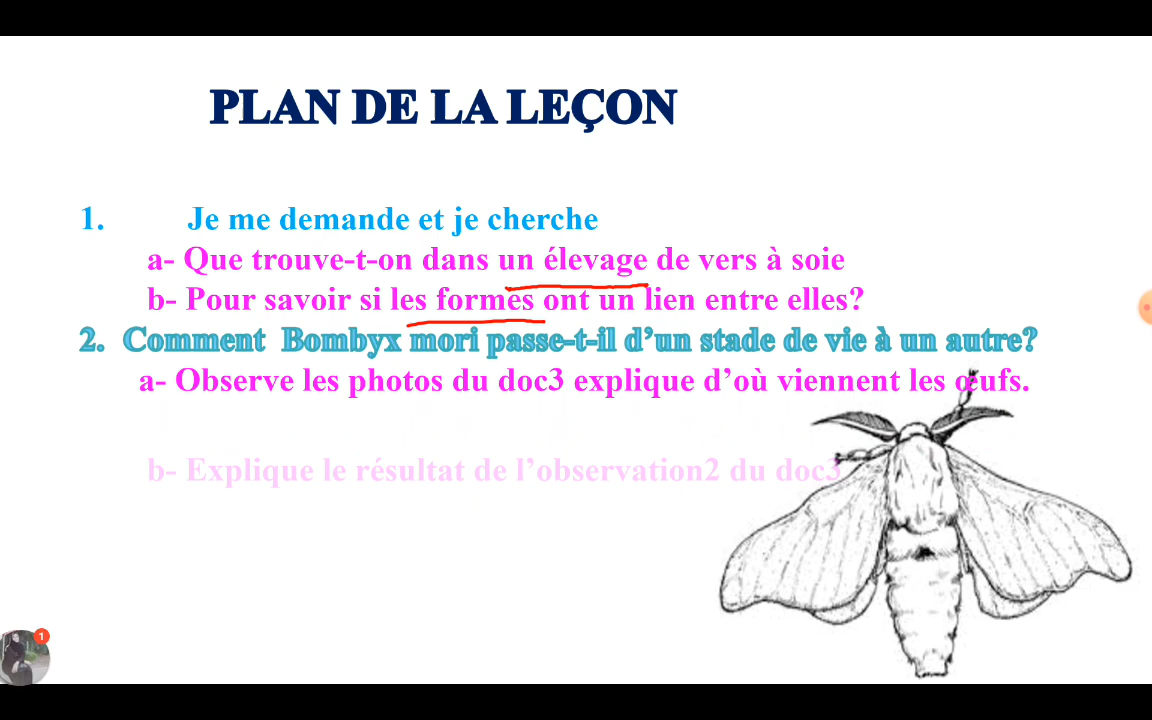 PLAN DE LA LEÇON
1. Je me demande et je cherche
a- Que trouve-t-on dans un élevage de vers à soie
b- Pour savoir si les formes ont un lien entre elles?
2. Comment Bombyx mori passe-t-il d’un stade de vie à un autre?
a- Observe les photos du doc3 explique d’où viennent les œufs.
b- Explique le résultat de l’observation2 du doc3
1